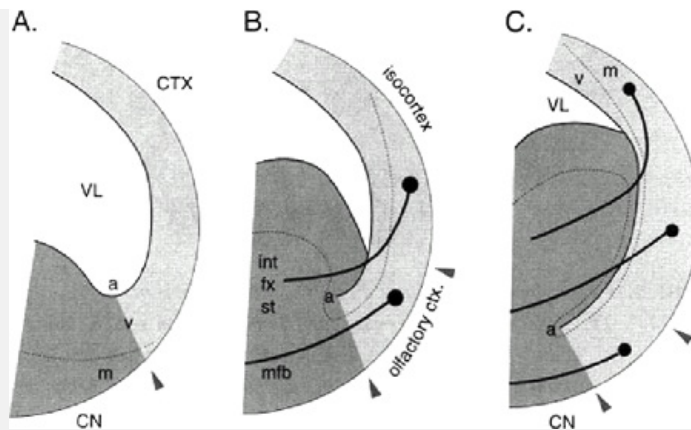 A.
CTX
VL
a
v
m
CN
B.
isocortex
int
fx
st
a
mfb
olfactory ctx.
C.
v
m
VL
a
CN